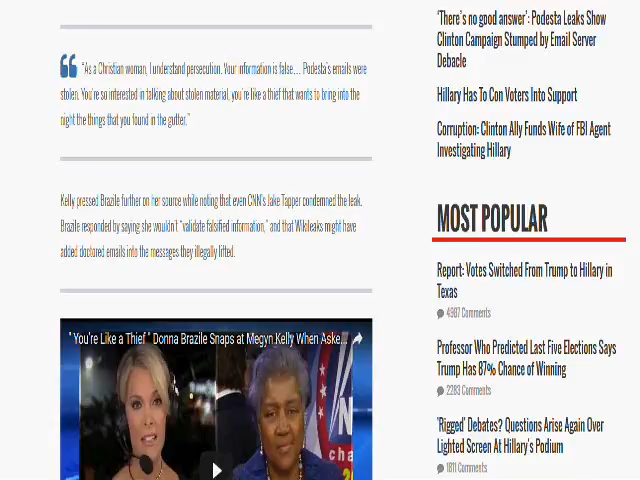 "As a Christian woman, I understand persecution. Your information is false.... Podesta's emails were
stolen. You're so interested in talking about stolen material, you're like a thief that wants to bring into the
night the things that you found in the gutter."
Kelly pressed Brazile further on her source while noting that even CNN's Jake Tapper condemned the leak.
Brazile responded by saying she wouldn't "validate falsified information," and that Wikileaks might have
added doctored emails into the messages they illegally lifted.
"You're Like a Thief" Donna Brazile Snaps at Megyn Kelly When Aske...
cha
2
'There's no good answer': Podesta Leaks Show
Clinton Campaign Stumped by Email Server
Debacle
Hillary Has To Con Voters Into Support
Corruption: Clinton Ally Funds Wife of FBI Agent
Investigating Hillary
MOST POPULAR
Report: Votes Switched From Trump to Hillary in
Texas
4987 Comments
Professor Who Predicted Last Five Elections Says
Trump Has 87% Chance of Winning
2283 Comments
'Rigged' Debates? Questions Arise Again Over
Lighted Screen At Hillary's Podium
1811 Comments